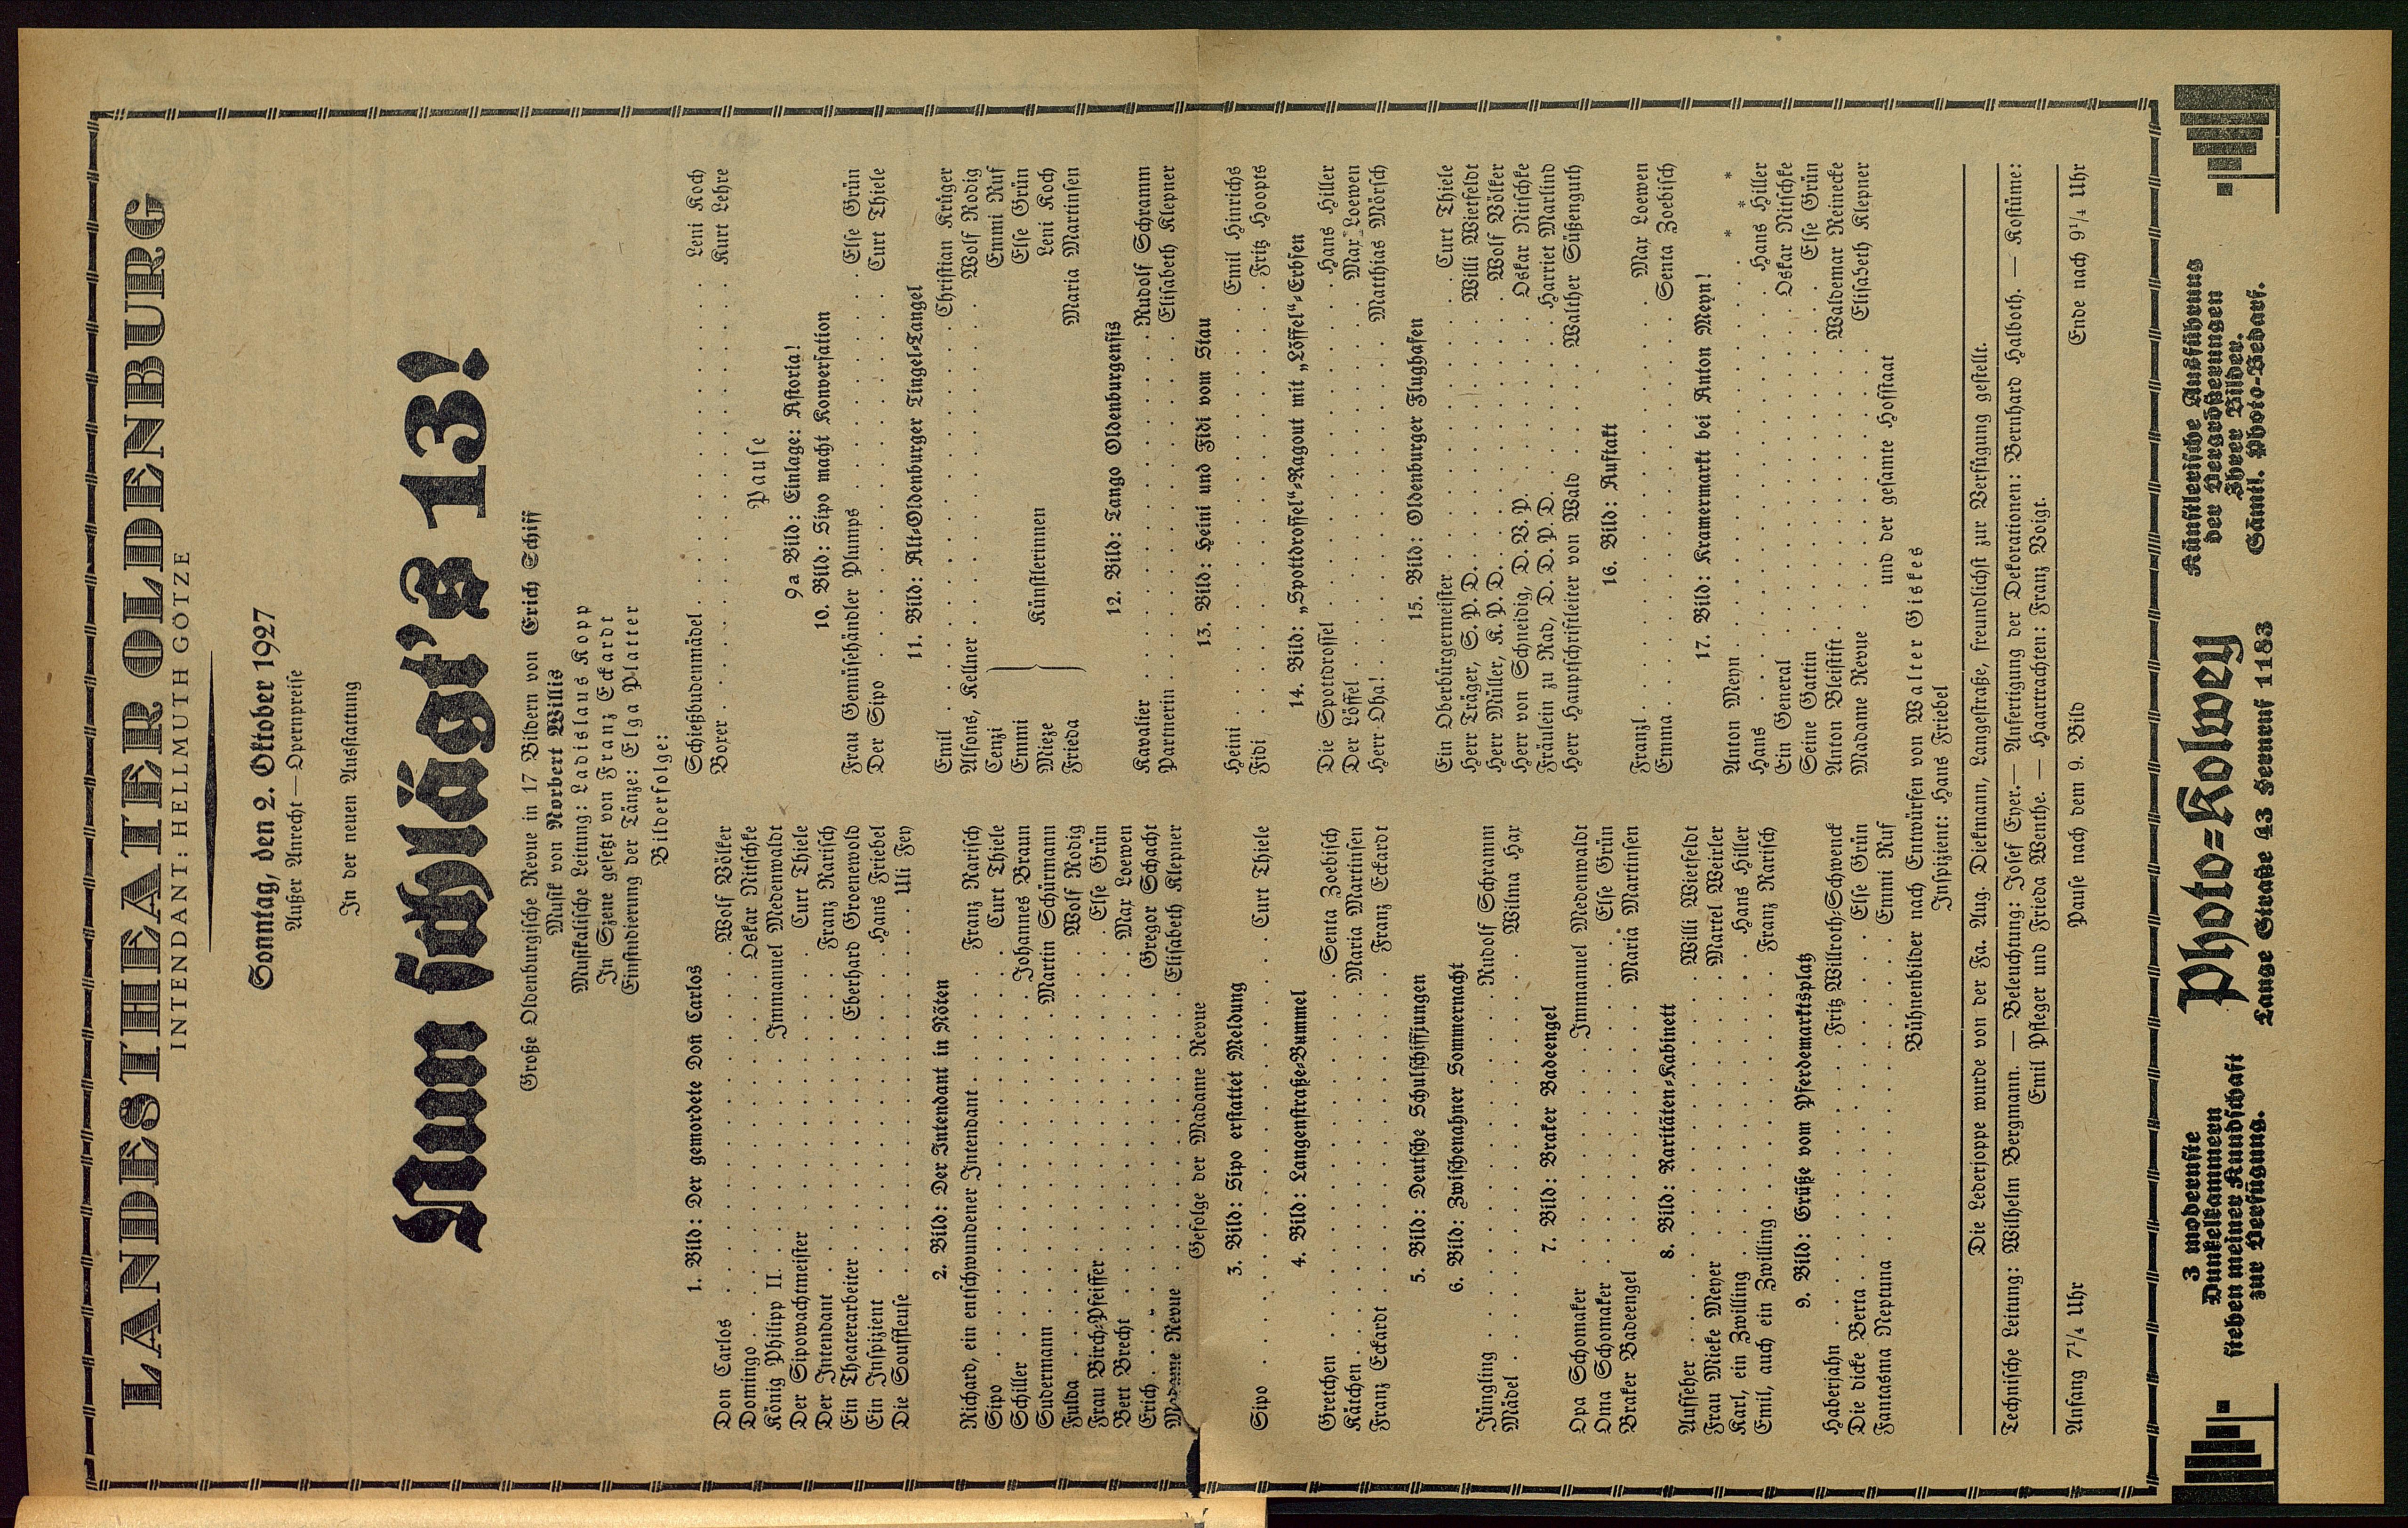 LANDESTHEATER OLDENBURG
INTENDANT: HELLMUTH GÖTZE
Sonntag, den 2. Oktober 1927
Außer Anrecht — Opernpreise
In der neuen Ausstattung
Num schlägt's 13!
Große Oldenburgische Revue in 17 Bildern von Erich Schiff
Musik von Norbert Willis
Musikalische Leitung: Ladislaus Kopp
In Szene gesetzt von Franz Eckardt
Einstudierung der Tänze: Elga Platter
Bilderfolge:
1. Bild: Der gemordete Don Carlos
Don Carlos . . . Wolf Völker
Domingo . . . Oskar Nitschke
König Philipp II. . . . Immanuel Medenwaldt
Der Sipowachtmeister . . . Curt Thiele
Der Intendant . . . Franz Rarisch
Ein Theaterarbeiter . . . Eberhard Groenewold
Ein Inspizient . . . Hans Friebel
Die Souffleuse . . . Uli Fey
2. Bild: Der Intendant in Nöten
Richard, ein entschwundener Intendant . . . Franz Rarisch
Sipo . . . Curt Thiele
Schiller . . . Johannes Braun
Sudermann . . . Martin Schürmann
Fulda . . . Wolf Rodig
Frau Birch-Pfeiffer . . . Else Grün
Bert Brecht . . . Max Loewen
Erich . . . Gregor Schacht
Madame Revue . . . Elisabeth Klepner
Gefolge der Madame Revue
3. Bild: Sipo erstattet Meldung
Sipo . . . Curt Thiele
4. Bild: Langenstraße-Bummel
Gretchen . . . Senta Zoebisch
Kätchen . . . Maria Martinsen
Franz Eckardt . . . Franz Eckardt
5. Bild: Deutsche Schulschiffjungen
6. Bild: Zwischenahner Sommernacht
Jüngling . . . Rudolf Schramm
Mädel . . . Wilma Hax
7. Bild: Braker Badeengel
Opa Schomaker . . . Immanuel Medenwaldt
Oma Schomaker . . . Else Grün
Braker Badeengel . . . Maria Martinsen
8. Bild: Raritäten-Kabinett
Aufseher . . . Willi Wietfeldt
Frau Mieke Meyer . . . Martel Weixler
Karl, ein Zwilling . . . Hans Hiller
Emil, auch ein Zwilling . . . Franz Rarisch
9. Bild: Grüße vom Pferdemarktsplatz
Haberjahn . . . Fritz Willroth-Schwenck
Die dicke Berta . . . Else Grün
Fantasma Neptuna . . . Emmi Ruf
Schießbudenmädel . . . Leni Koch
Boxer . . . Kurt Lehre
Pause
9a Bild: Einlage: Astoria!
10. Bild: Sipo macht Konversation
Frau Gemüsehändler Plumps . . . Else Grün
Der Sipo . . . Curt Thiele
11. Bild: Alt-Oldenburger Tingel-Tangel
Emil . . . Christian Krüger
Alfons, Kellner . . . Wolf Rodig
Cenzi Emmi Ruf
Emmi Else Grün
Künstlerinnen
Mieze Leni Koch
Frieda Maria Martinsen
12. Bild: Tango Oldenburgensis
Kavalier . . . Rudolf Schramm
Partnerin . . . Elisabeth Klepner
13. Bild: Heini und Fidi vom Stau
Heini . . . Emil Hinrichs
Fidi . . . Fritz Hoopts
14. Bild: „Spottdrossel“-Ragout mit „Löffel“-Erbsen
Die Spottdrossel . . . Hans Hiller
Der Löffel . . . Max Loewen
Herr Oha! . . . Matthias Mörsch
15. Bild: Oldenburger Flughafen
Ein Oberbürgermeister . . . Curt Thiele
Herr Träger, S.P.D. . . . Willi Wietfeldt
Herr Müller, K.P.D. . . . Wolf Völker
Herr von Schneidig, D.W.P. . . . Oskar Nitschke
Fräulein zu Rad, D.D.P.D. . . . Harriet Marlind
Herr Hauptschriftleiter von Wald . . . Walther Süßenguth
16. Bild: Auftakt
Franzl . . . Max Loewen
Emma . . . Senta Zoebisch
17. Bild: Kramermarkt bei Anton Meyn!
Anton Meyn . . . * * *
Hans . . . Hans Hiller
Ein General . . . Oskar Nitschke
Seine Gattin . . . Else Grün
Anton Bleistift . . . Waldemar Reinecke
Madame Revue . . . Elisabeth Klepner
und der gesamte Hofstaat
Bühnenbilder nach Entwürfen von Walter Giskes
Inspizient: Hans Friebel
Die Lederjoppe wurde von der Fa. Aug. Diekmann, Langestraße, freundlichst zur Verfügung gestellt.
Technische Leitung: Wilhelm Bergmann. — Beleuchtung: Josef Eyer. — Anfertigung der Dekorationen: Bernhard Halboth. — Kostüme:
Emil Pfleger und Frieda Wenthe. — Haartrachten: Franz Voigt.
Anfang 7¼ Uhr Pause nach dem 9. Bild Ende nach 9¼ Uhr
3 modernste
Dunkelkammern
stehen meiner Kundschaft
zur Verfügung.
Photo-Kolwey
Lange Straße 43 Fernruf 1183
Künstlerische Ausführung
der Vergrößerungen
Ihrer Bilder.
Sämtl. Photo-Bedarf.